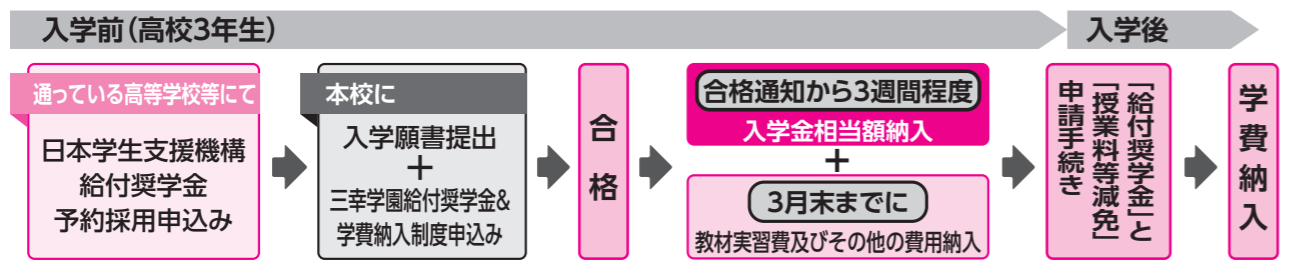 入学前（高校3年生）
入学後
通っている高等学校等にて
日本学生支援機構
給付奨学金
予約採用申込み
本校に
入学願書提出
＋
三幸学園給付奨学金&
学費納入制度申込み
合格
合格通知から3週間程度
入学金相当額納入
＋
3月末までに
教材実習費及びその他の費用納入
「給付奨学金」と
「授業料等減免」
申請手続き
学費納入